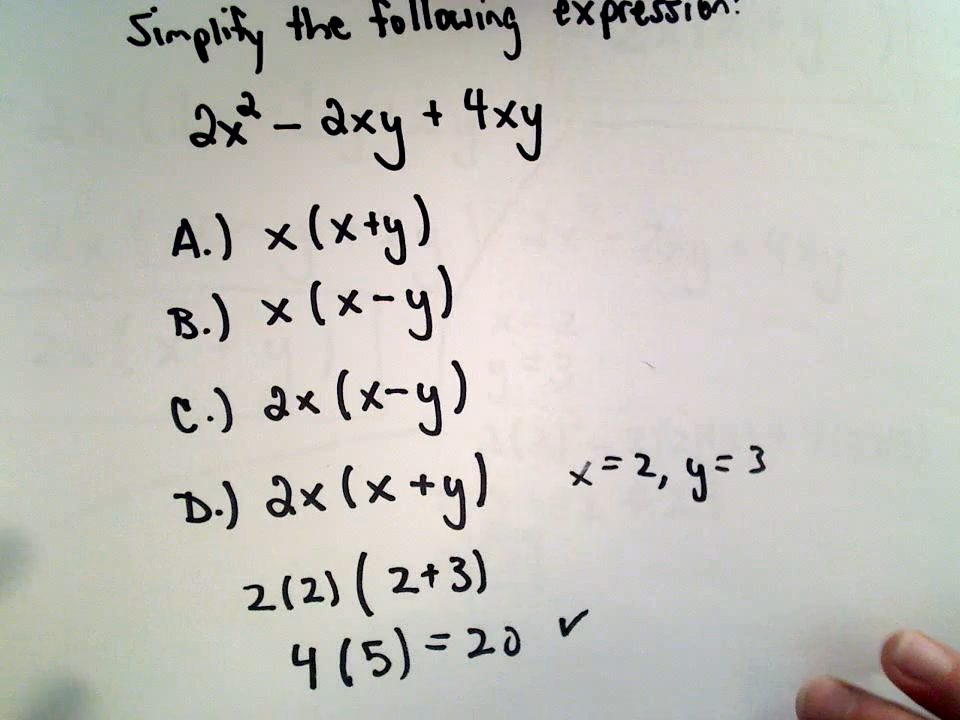 Simplify the following expression:
2x² - 2xy + 4xy
A.) x(x+y)
B.) x(x-y)
C.) 2x(x-y)
D.) 2x(x+y) x=2, y=3
2(2)(2+3)
4(5)=20 ✓